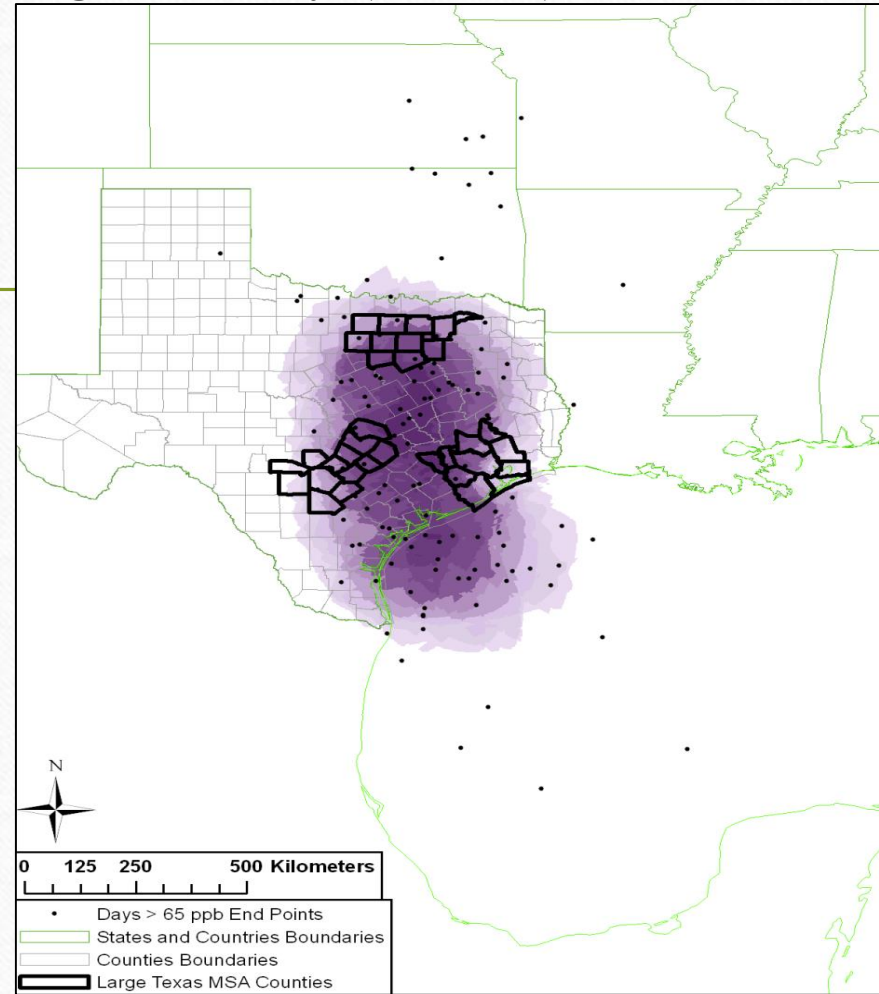 N
0 125 250 500 Kilometers
Days > 65 ppb End Points
States and Countries Boundaries
Counties Boundaries
Large Texas MSA Counties